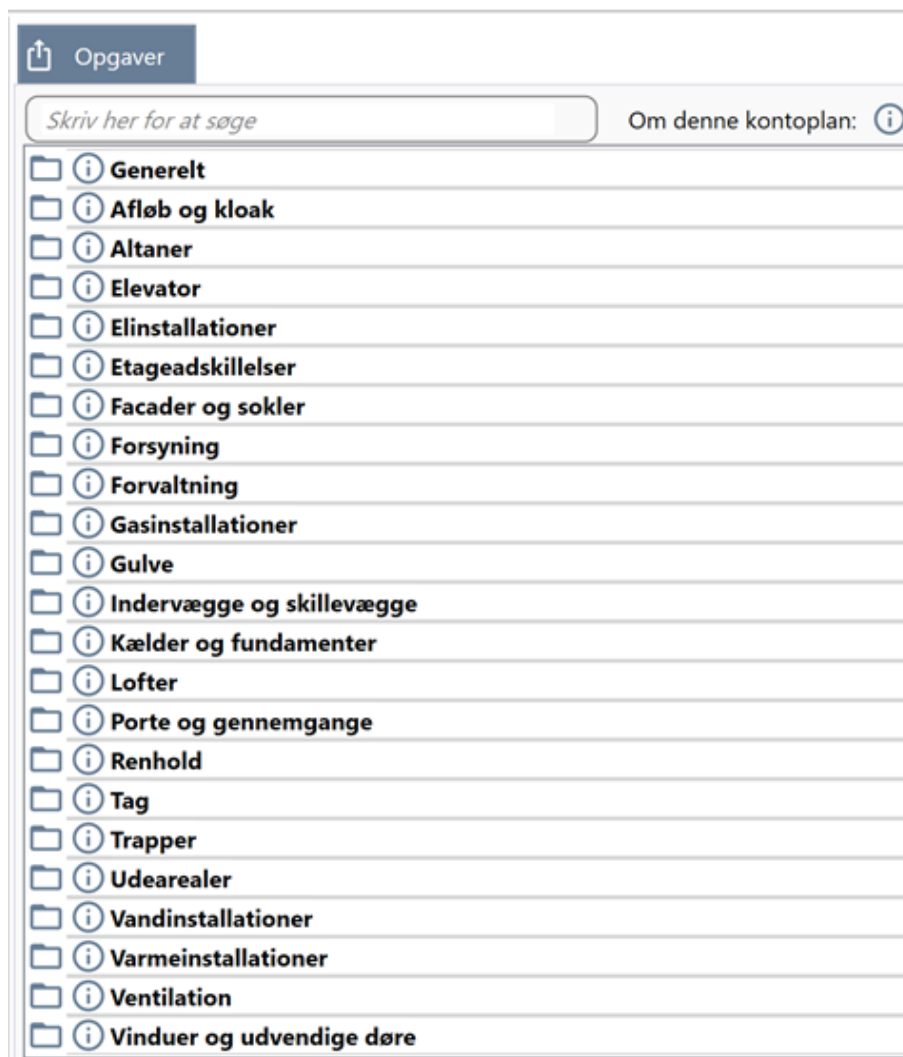 Opgaver
Skriv her for at søge
Om denne kontoplan:
Generelt
Afløb og kloak
Altaner
Elevator
Elinstallationer
Etageadskillelser
Facader og sokler
Forsyning
Forvaltning
Gasinstallationer
Gulve
Indervægge og skillevægge
Kælder og fundamenter
Lofter
Porte og gennemgange
Renhold
Tag
Trapper
Udearealer
Vandinstallationer
Varmeinstallationer
Ventilation
Vinduer og udvendige døre